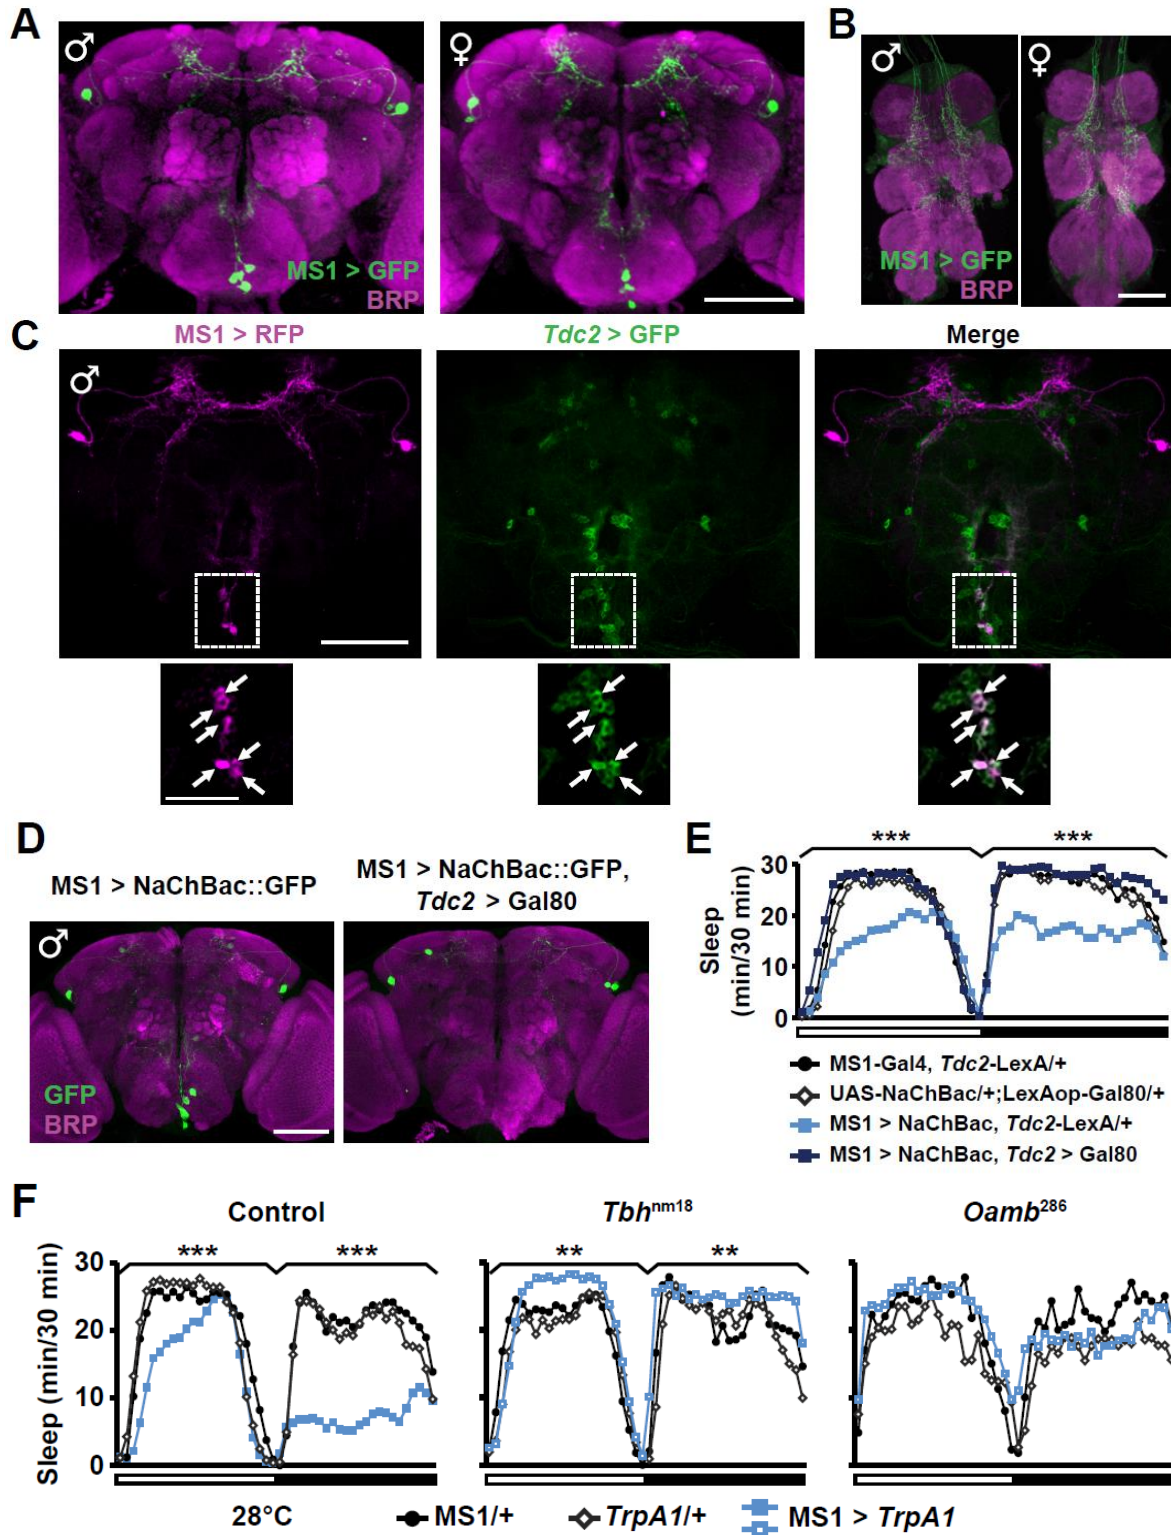 A
♂
♀
MS1 > GFP
BRP
B
♂
♀
MS1 > GFP
BRP
C
MS1 > RFP
Tdc2 > GFP
Merge
♂
D
MS1 > NaChBac::GFP
MS1 > NaChBac::GFP,
Tdc2 > Gal80
♂
GFP
BRP
E
*** ***
30
20
10
0
Sleep
(min/30 min)
MS1-Gal4, Tdc2-LexA/+
UAS-NaChBac/+;LexAop-Gal80/+
MS1 > NaChBac, Tdc2-LexA/+
MS1 > NaChBac, Tdc2 > Gal80
F
Control
Tbhnm18
Oamb286
*** ***
** **
30
20
10
0
Sleep (min/30 min)
28°C
MS1/+
TrpA1/+
MS1 > TrpA1